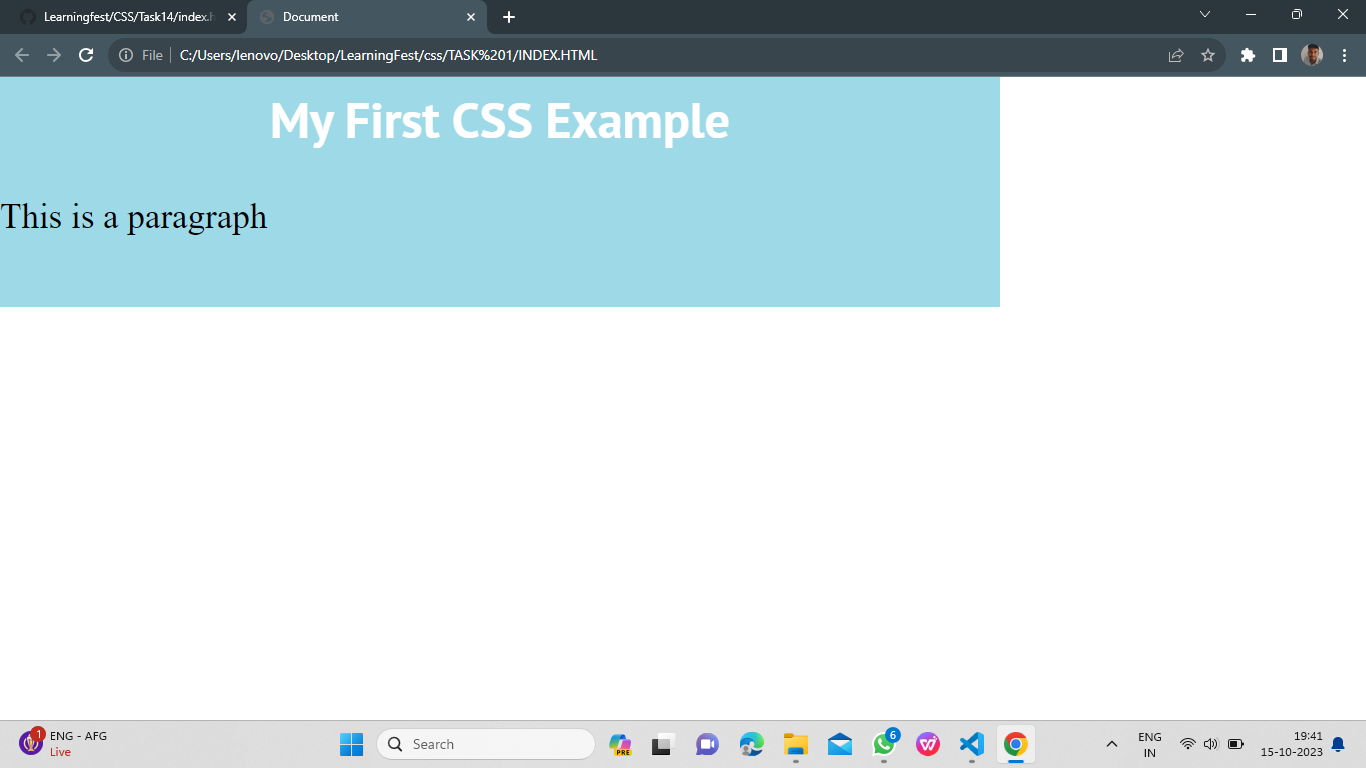 Learningfest/CSS/Task14/index.h
Document
File
C:/Users/lenovo/Desktop/LearningFest/css/TASK%201/INDEX.HTML
My First CSS Example
This is a paragraph
1
ENG - AFG
Live
Search
PRE
6
ENG
IN
19:41
15-10-2023